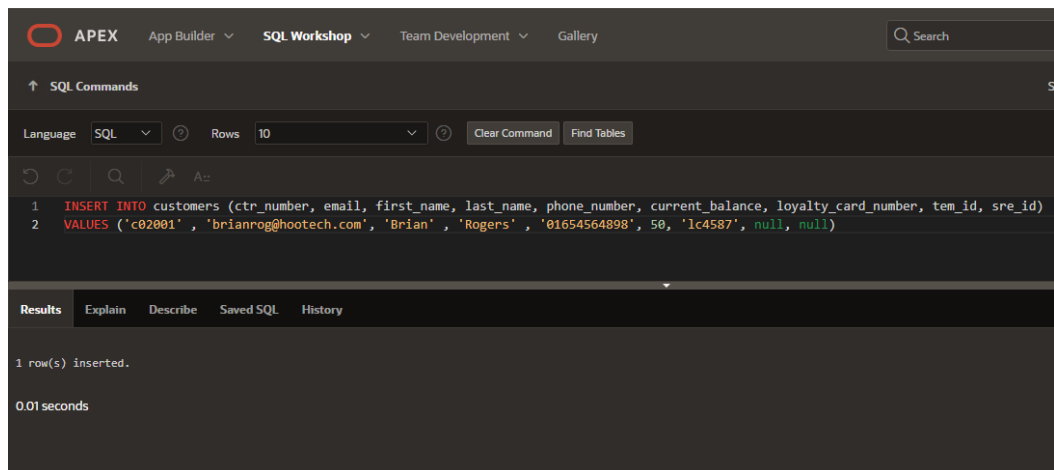 APEX App Builder SQL Workshop Team Development Gallery Search
↑ SQL Commands
Language SQL ? Rows 10 ? Clear Command Find Tables
A
1 INSERT INTO customers (ctr_number, email, first_name, last_name, phone_number, current_balance, loyalty_card_number, tem_id, sre_id)
2 VALUES ('c02001' , 'brianrog@hootech.com', 'Brian' , 'Rogers' , '01654564898', 50, 'lc4587', null, null)
Results Explain Describe Saved SQL History
1 row(s) inserted.
0.01 seconds